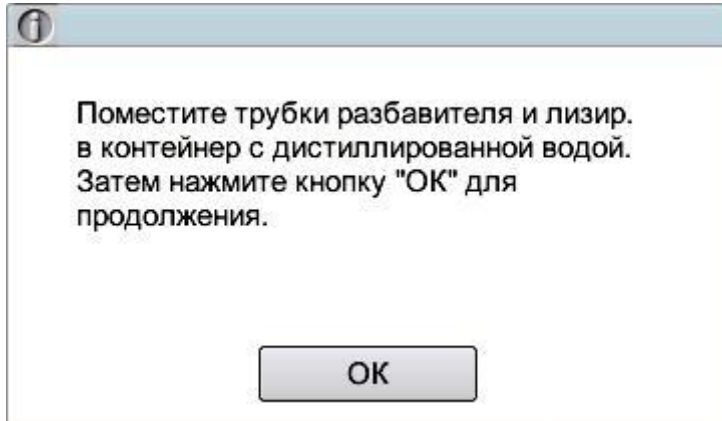 Поместите трубки разбавителя и лизир.
в контейнер с дистиллированной водой.
Затем нажмите кнопку "ОК" для
продолжения.
ОК